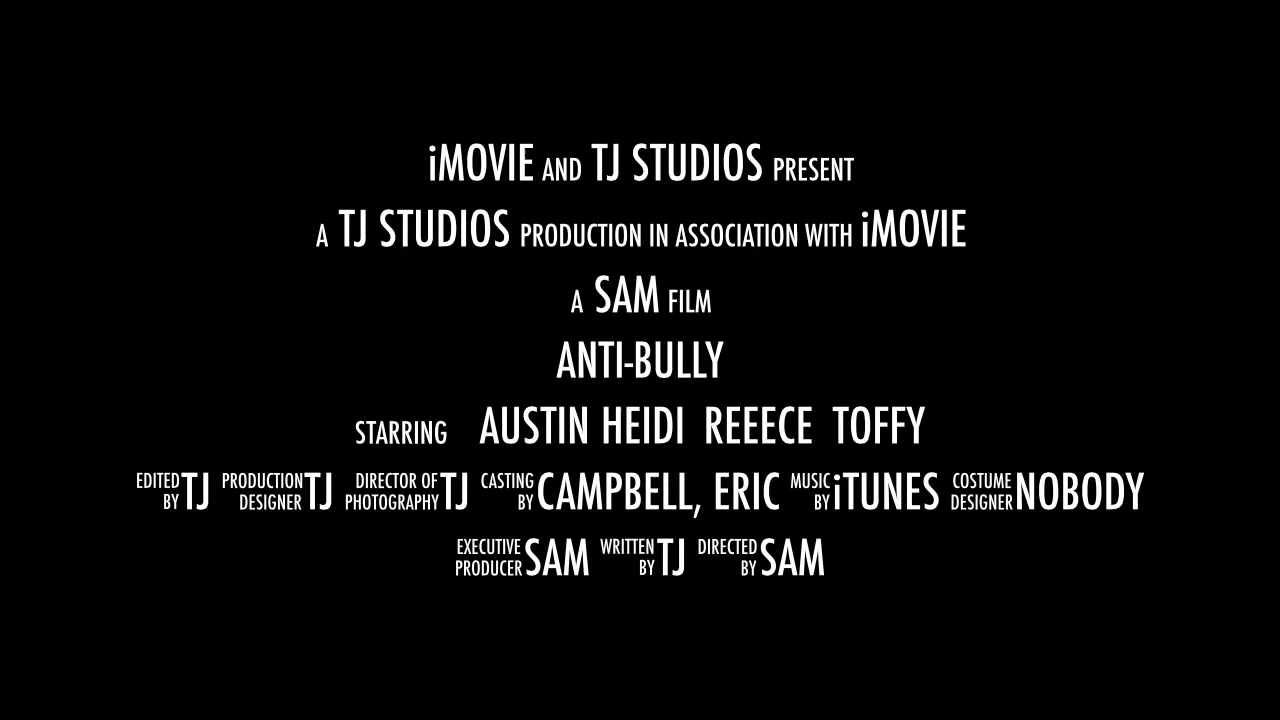 iMOVIE AND TJ STUDIOS PRESENT
A TJ STUDIOS PRODUCTION IN ASSOCIATION WITH iMOVIE
A SAM FILM
ANTI-BULLY
STARRING AUSTIN HEIDI REEECE TOFFY
EDITED BY TJ PRODUCTION DESIGNER TJ DIRECTOR OF PHOTOGRAPHY TJ CASTING BY CAMPBELL, ERIC MUSIC BY iTUNES COSTUME DESIGNER NOBODY
EXECUTIVE PRODUCER SAM WRITTEN BY TJ DIRECTED BY SAM